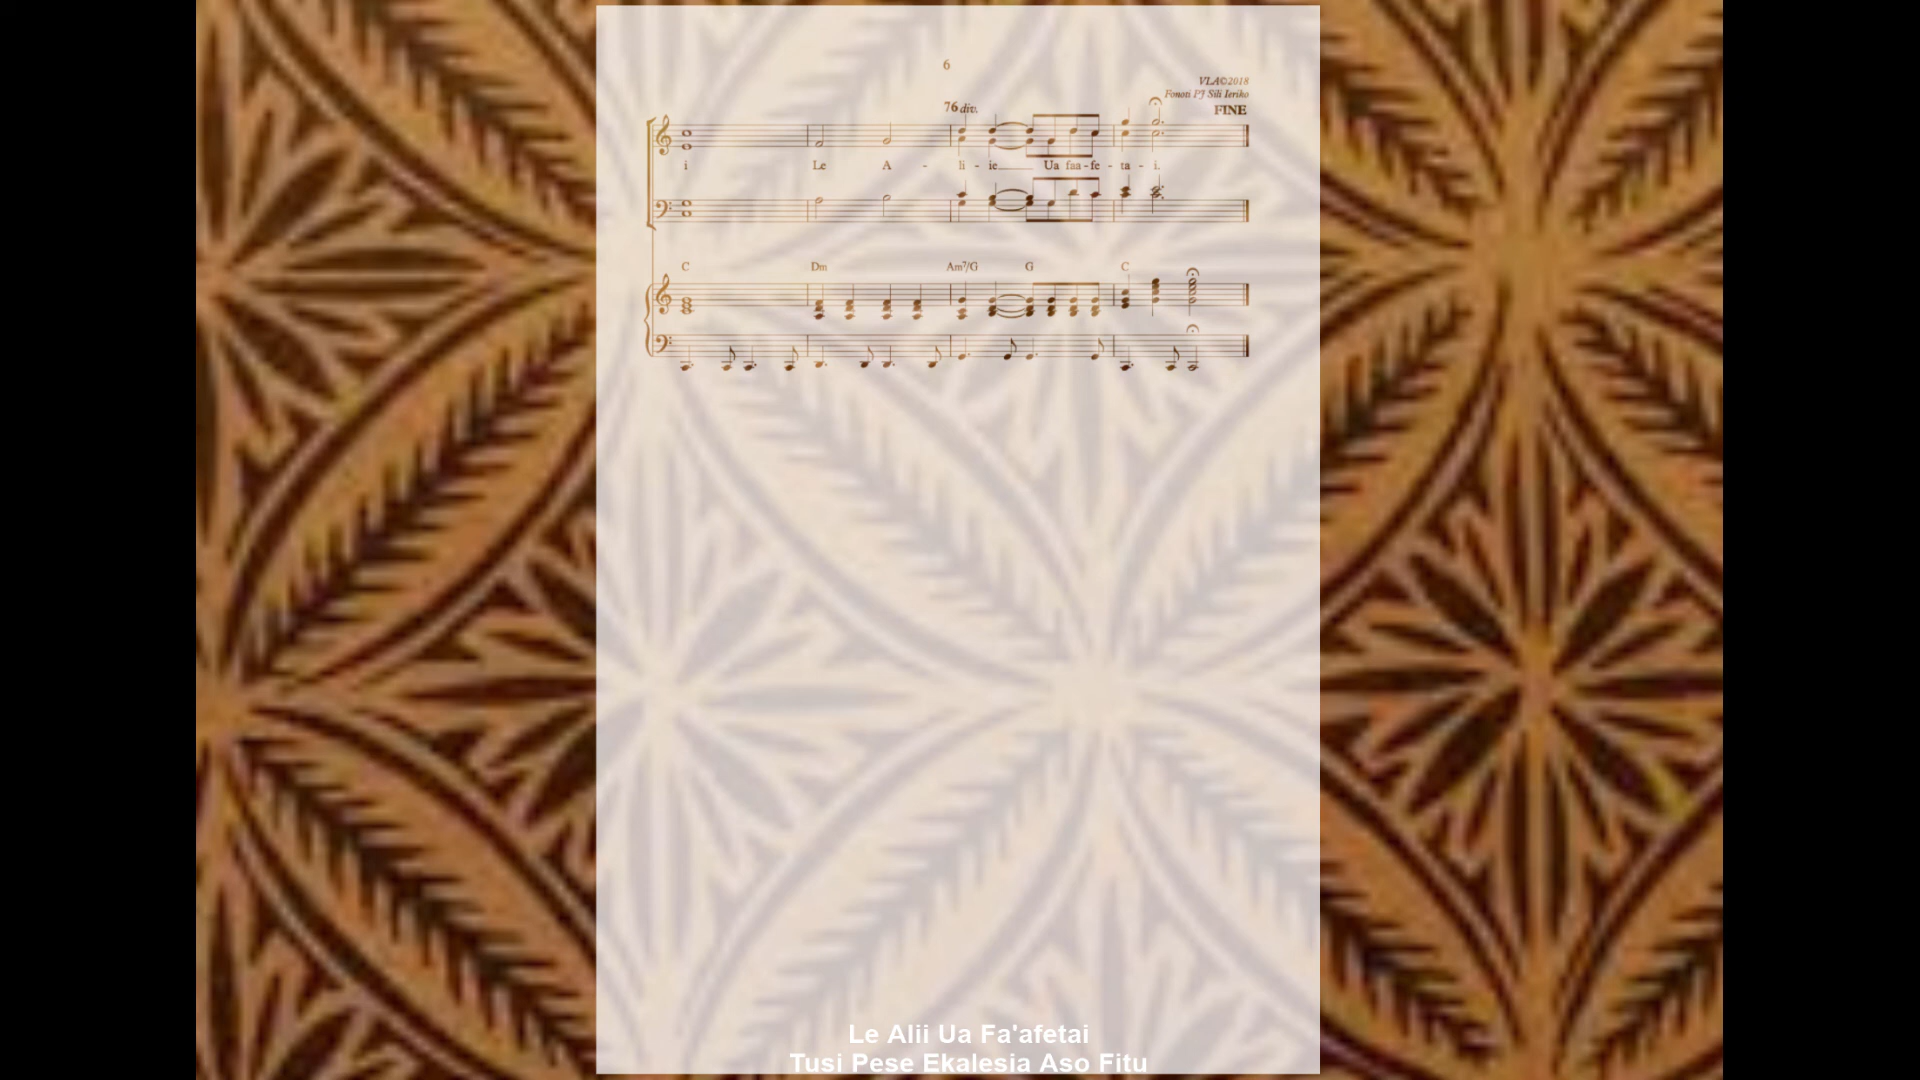 6
VLA©2018
Fonoti PJ Sili Ieriko
76 div.
FINE
i Le A - li - ie Ua faa - fe - ta - i.
C Dm Am7/G G C
Le Alii Ua Fa'afetai
Tusi Pese Ekalesia Aso Fitu